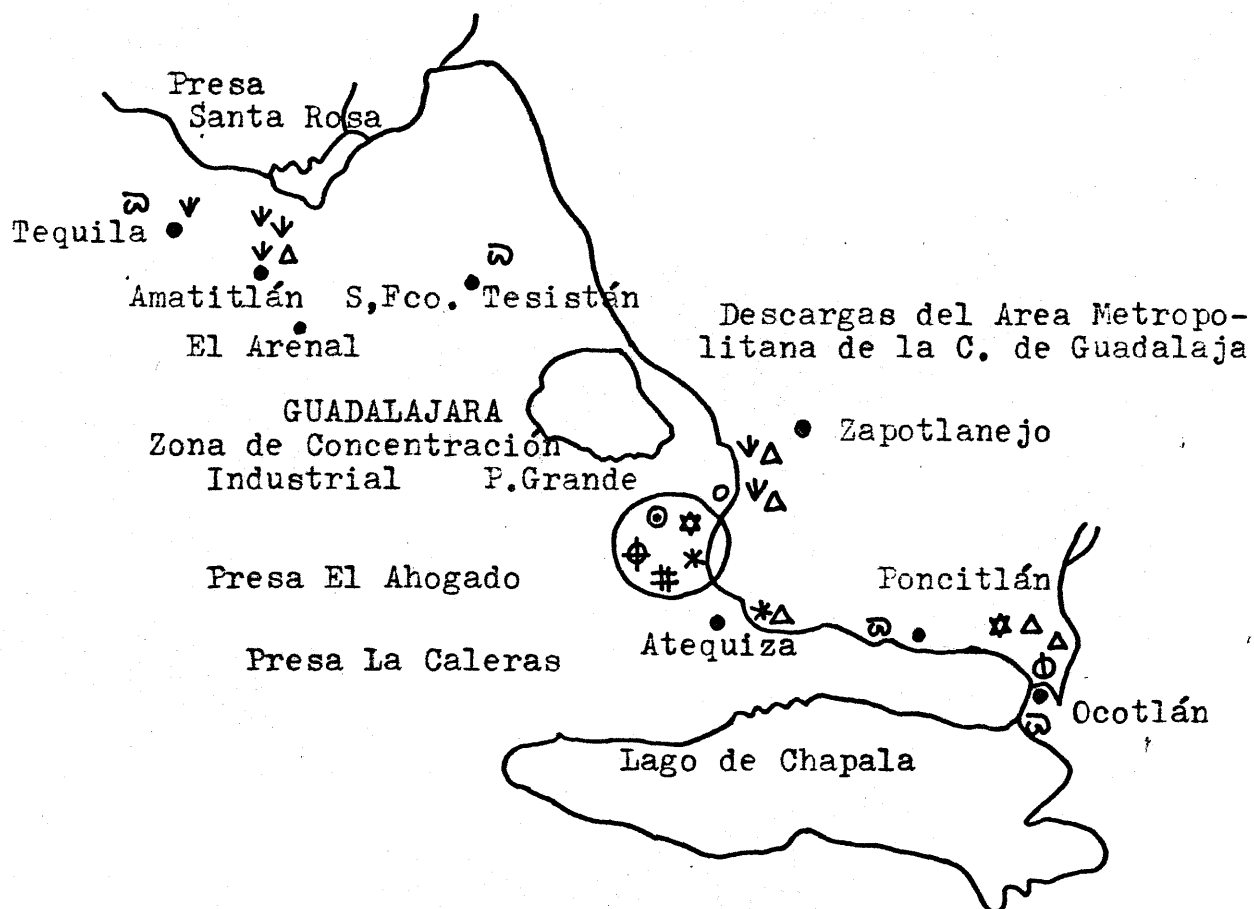 Presa
Santa Rosa
Tequila
Amatitlán
S,Fco. Tesistán
El Arenal
Descargas del Area Metropo-
litana de la C. de Guadalaja
GUADALAJARA
Zona de Concentración
Industrial
P.Grande
Zapotlanejo
Presa El Ahogado
Poncitlán
Atequiza
Presa La Caleras
Ocotlán
Lago de Chapala